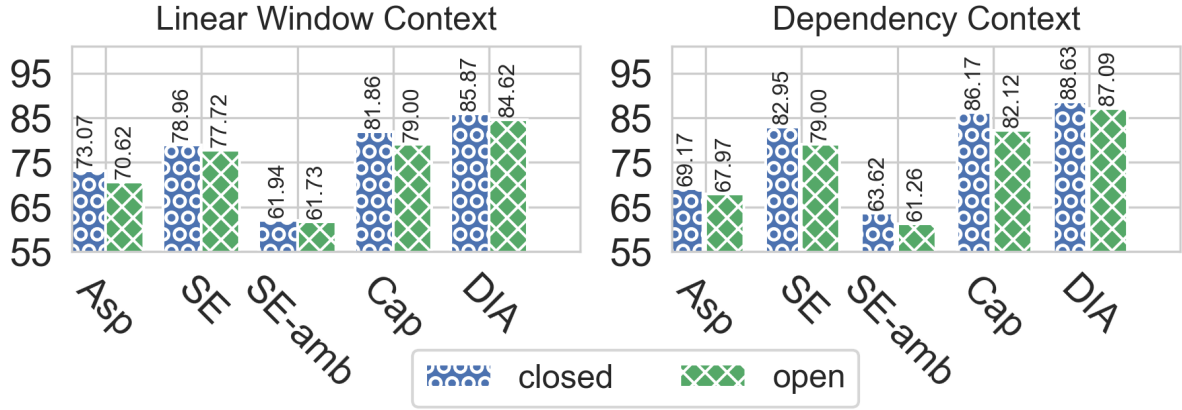 Linear Window Context
95
85
75
65
55
73.07
70.62
78.96
77.72
61.94
61.73
81.86
79.00
85.87
84.62
Asp
SE
SE-amb
Cap
DIA
Dependency Context
95
85
75
65
55
69.17
67.97
82.95
79.00
63.62
61.26
86.17
82.12
88.63
87.09
Asp
SE
SE-amb
Cap
DIA
closed
open